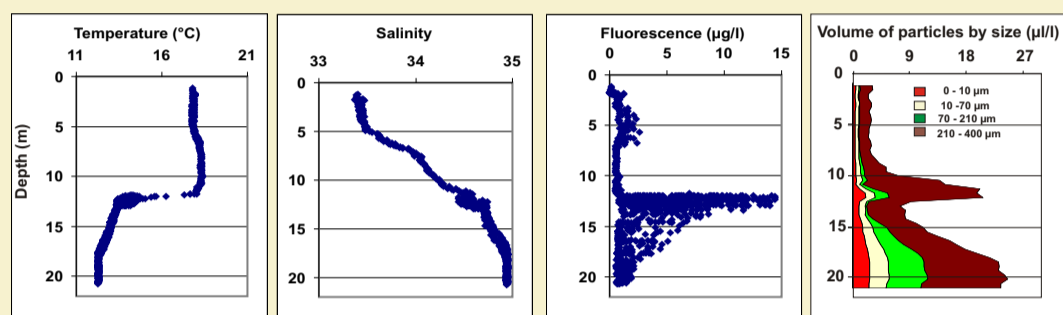 Temperature (°C)
11 16 21
Depth (m)
0
5
10
15
20
Salinity
33 34 35
0
5
10
15
20
Fluorescence (µg/l)
0 5 10 15
0
5
10
15
20
Volume of particles by size (µl/l)
0 9 18 27
0
5
10
15
20
0 - 10 µm
10 -70 µm
70 - 210 µm
210 - 400 µm